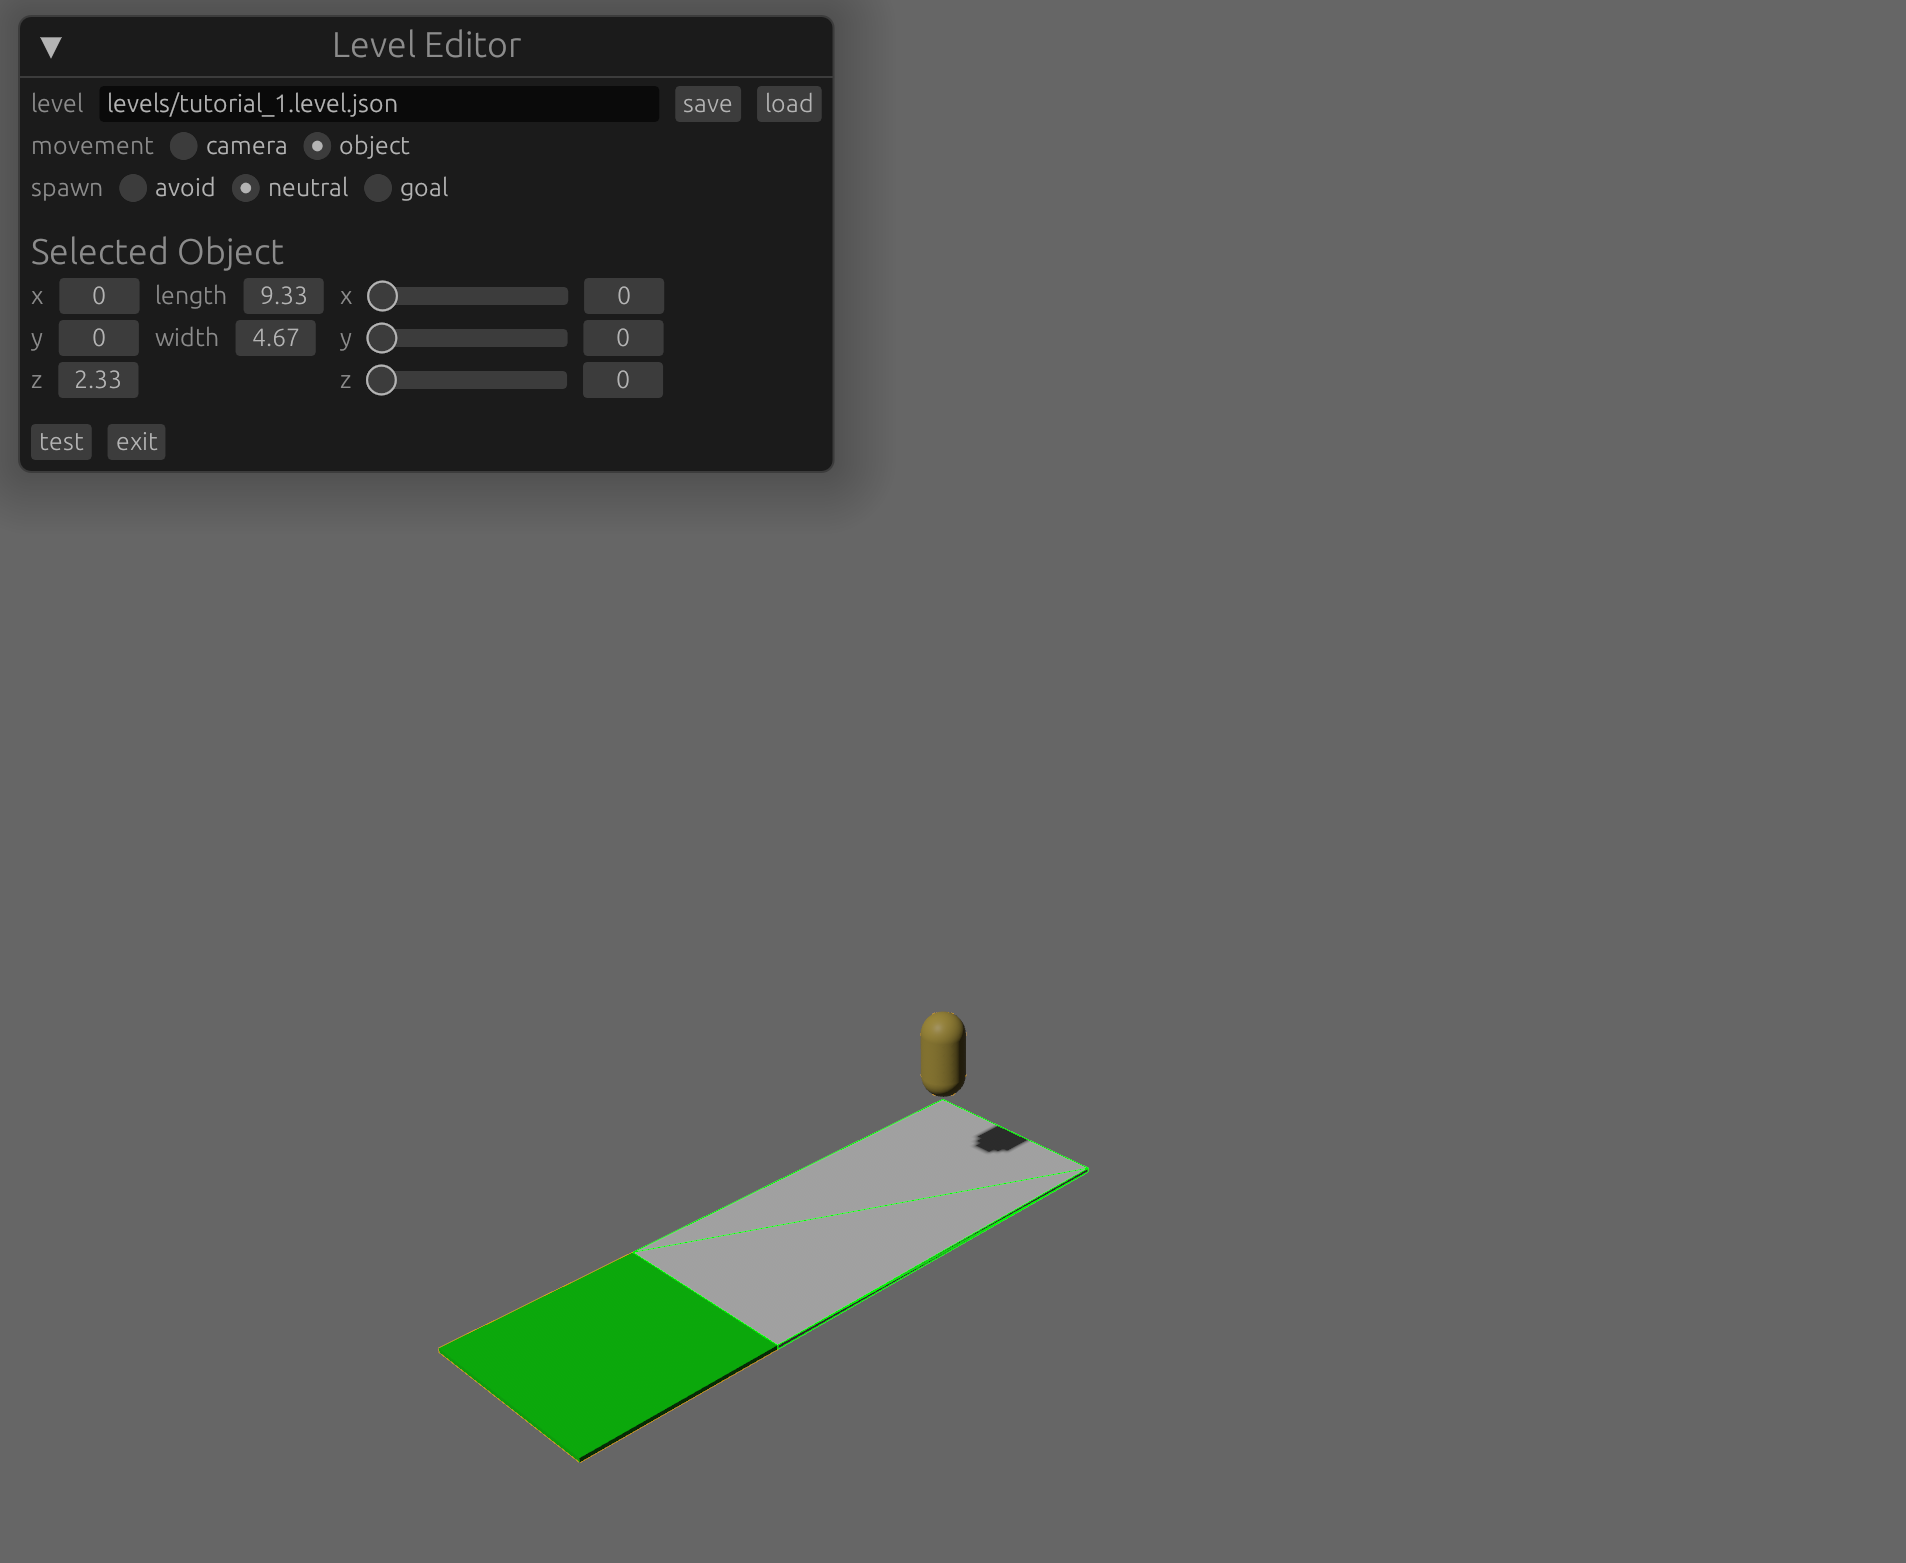 Level Editor
level levels/tutorial_1.level.json save load
movement camera object
spawn avoid neutral goal
Selected Object
x 0 length 9.33 x 0
y 0 width 4.67 y 0
z 2.33 z 0
test exit